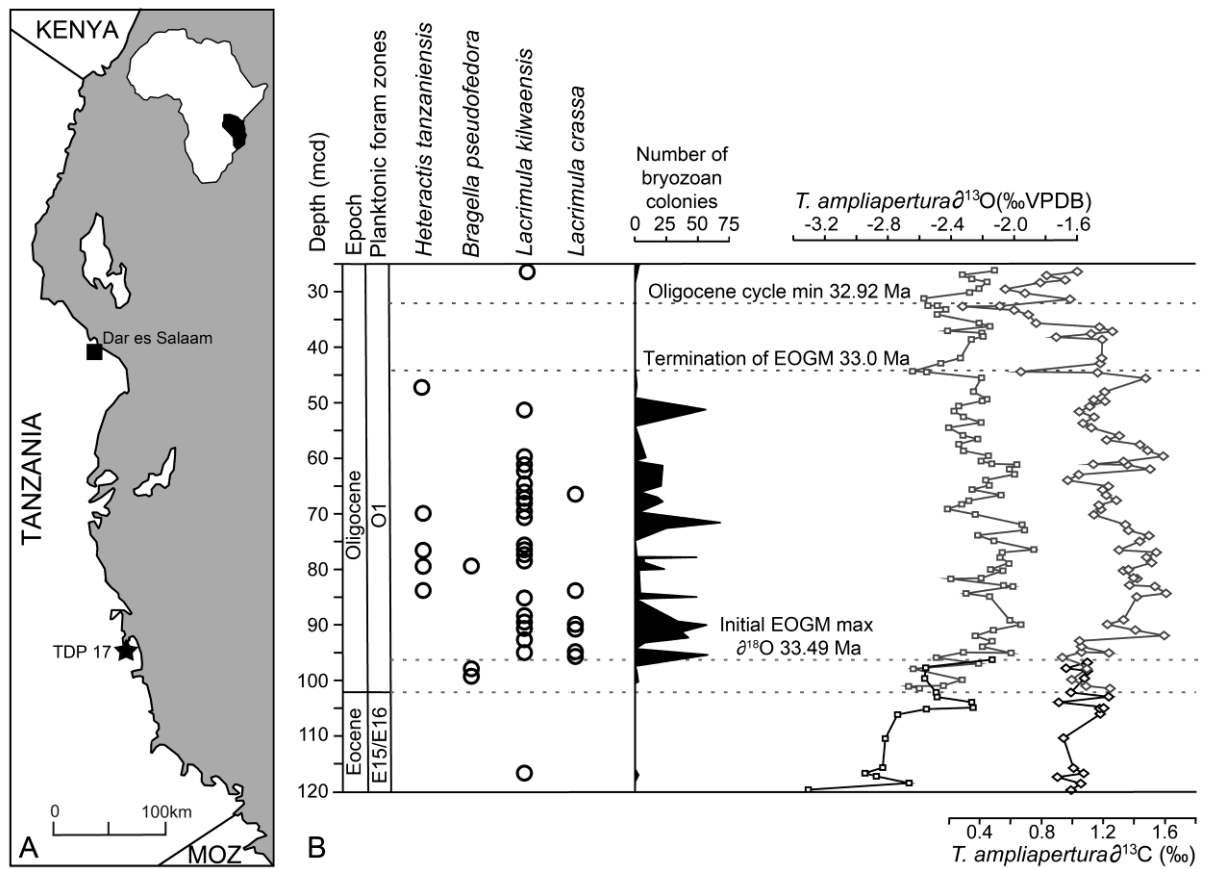 KENYA
Dar es Salaam
TANZANIA
TDP 17
0 100km
A
MOZ
Depth (mcd)
Epoch
Planktonic foram zones
Heteractis tanzaniensis
Bragella pseudofedora
Lacrimula kilwaensis
Lacrimula crassa
Number of
bryozoan
colonies
0 25 50 75
T. ampliapertura∂¹³O(‰VPDB)
-3.2 -2.8 -2.4 -2.0 -1.6
30
40
50
60
70
80
90
100
110
120
Oligocene
Eocene
O1
E15/E16
Oligocene cycle min 32.92 Ma
Termination of EOGM 33.0 Ma
Initial EOGM max
∂¹⁸O 33.49 Ma
B
0.4 0.8 1.2 1.6
T. ampliapertura∂¹³C (‰)